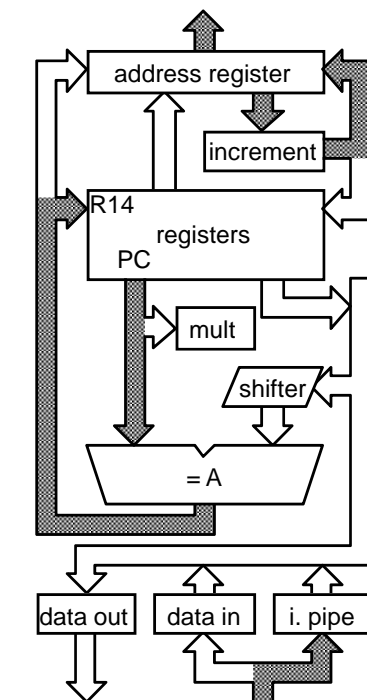 address register
increment
R14
registers
PC
mult
shifter
= A
data out
data in
i. pipe